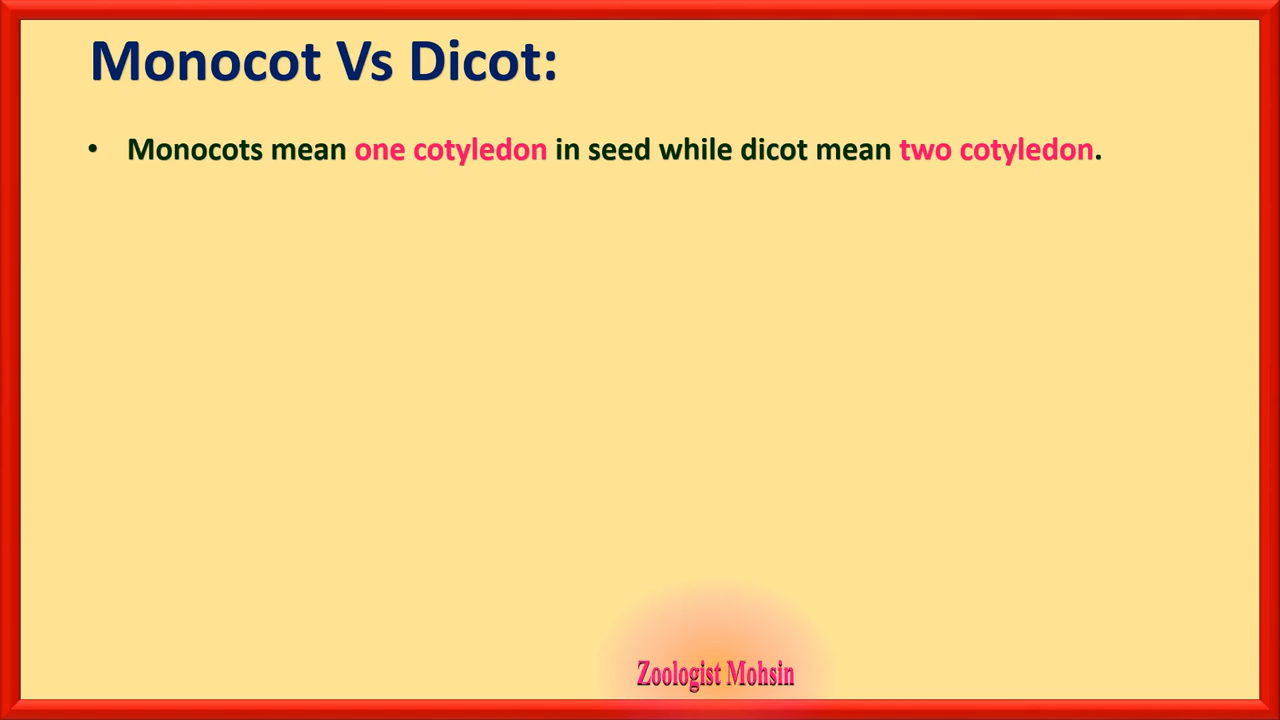 Monocot Vs Dicot:
• Monocots mean one cotyledon in seed while dicot mean two cotyledon.
Zoologist Mohsin